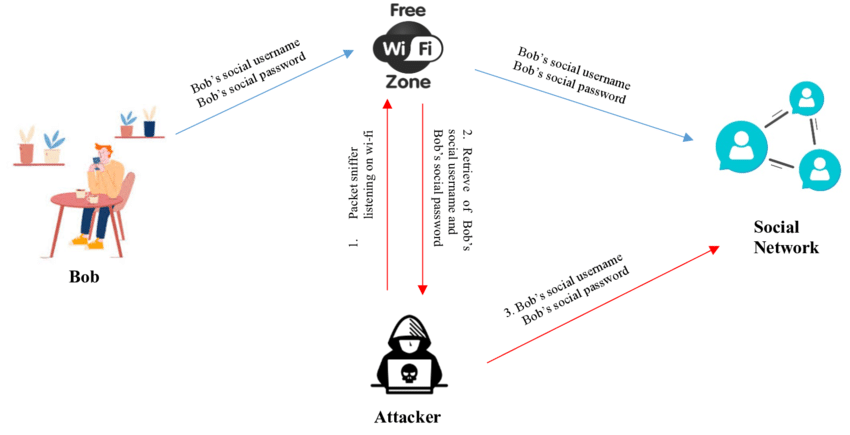 Free
Wi Fi
Zone
Bob's social username
Bob's social password
Bob's social username
Bob's social password
1. Packet sniffer
listening on wi-fi
2. Retrieve of Bob's
social username and
Bob's social password
Bob
Social
Network
3. Bob's social username
Bob's social password
Attacker